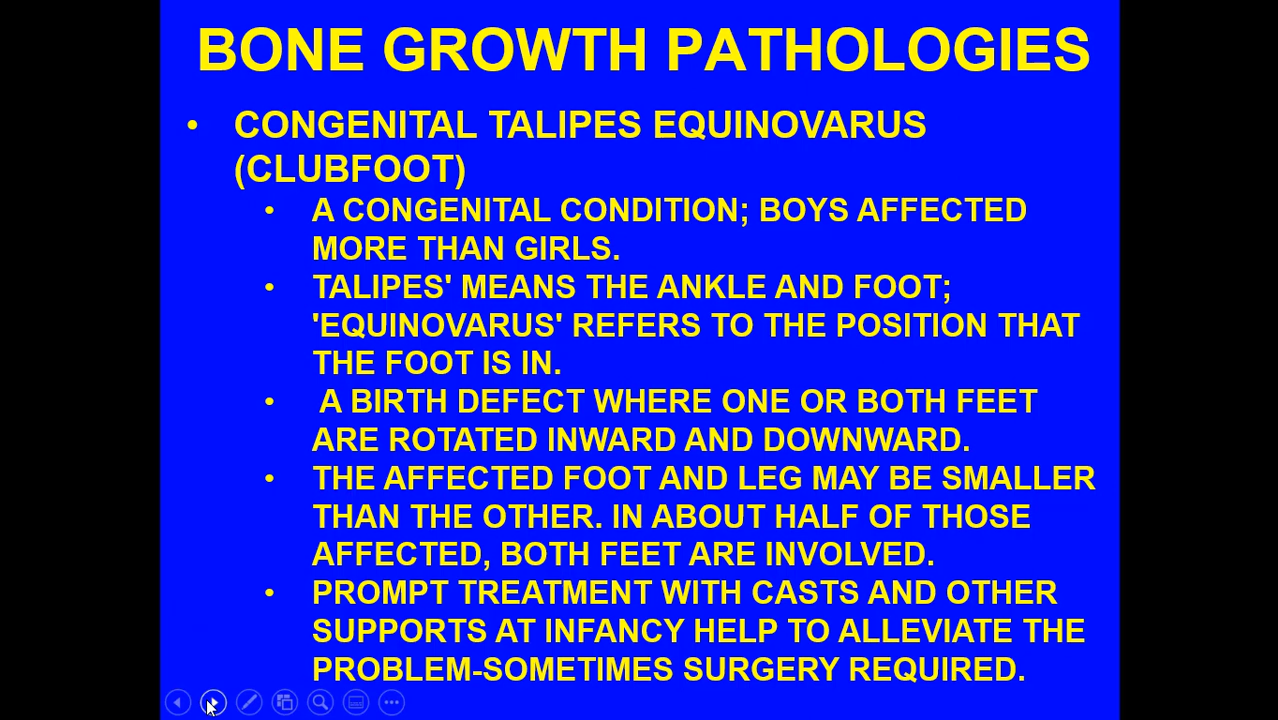 BONE GROWTH PATHOLOGIES
• CONGENITAL TALIPES EQUINOVARUS
(CLUBFOOT)
• A CONGENITAL CONDITION; BOYS AFFECTED
MORE THAN GIRLS.
• TALIPES' MEANS THE ANKLE AND FOOT;
'EQUINOVARUS' REFERS TO THE POSITION THAT
THE FOOT IS IN.
• A BIRTH DEFECT WHERE ONE OR BOTH FEET
ARE ROTATED INWARD AND DOWNWARD.
• THE AFFECTED FOOT AND LEG MAY BE SMALLER
THAN THE OTHER. IN ABOUT HALF OF THOSE
AFFECTED, BOTH FEET ARE INVOLVED.
• PROMPT TREATMENT WITH CASTS AND OTHER
SUPPORTS AT INFANCY HELP TO ALLEVIATE THE
PROBLEM-SOMETIMES SURGERY REQUIRED.